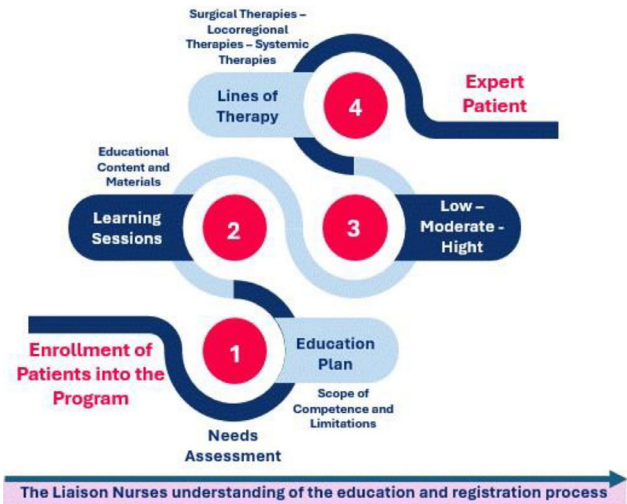 Surgical Therapies –
Locorregional
Therapies – Systemic
Therapies
Lines of
Therapy
4
Expert
Patient
Educational
Content and
Materials
Learning
Sessions
2
3
Low –
Moderate -
Hight
Enrollment of
Patients into the
Program
1
Education
Plan
Scope of
Competence and
Limitations
Needs
Assessment
The Liaison Nurses understanding of the education and registration process